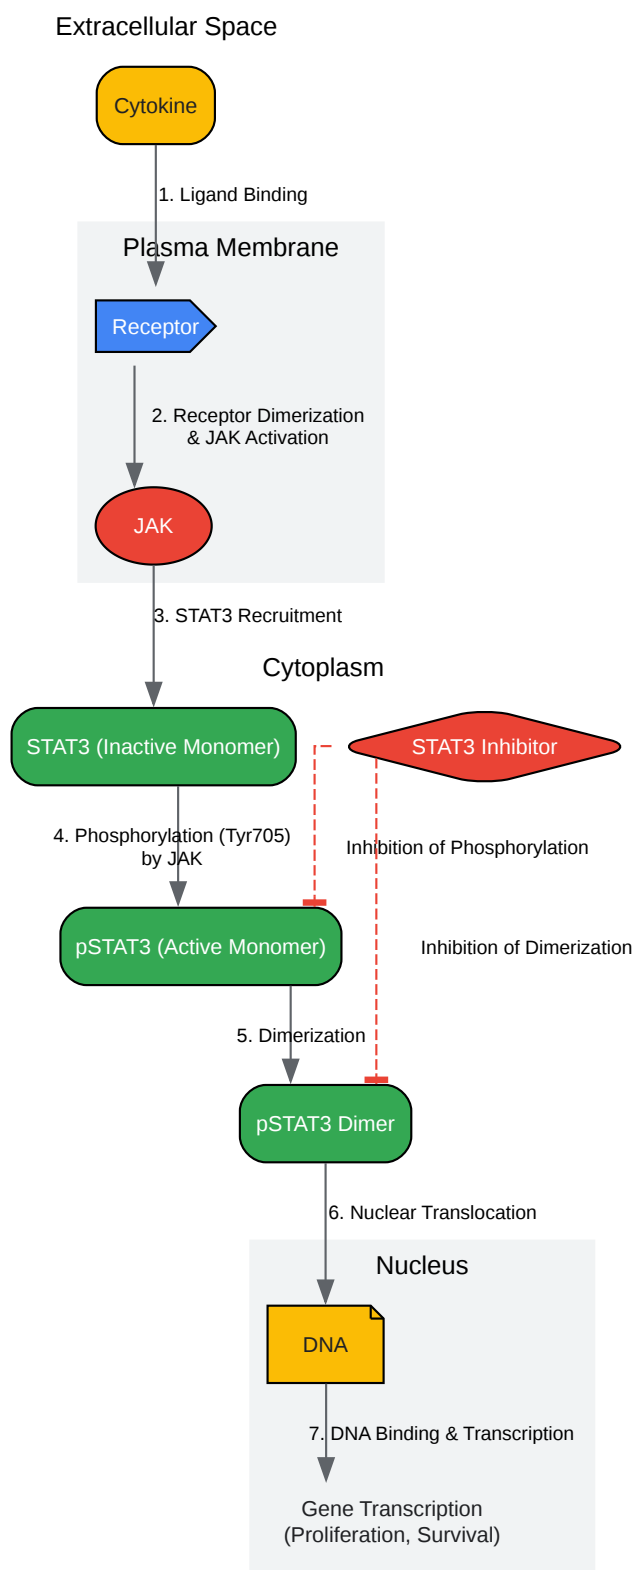 Extracellular Space
Cytokine
1. Ligand Binding
Plasma Membrane
Receptor
2. Receptor Dimerization
& JAK Activation
JAK
3. STAT3 Recruitment
Cytoplasm
STAT3 (Inactive Monomer)
STAT3 Inhibitor
4. Phosphorylation (Tyr705)
by JAK
Inhibition of Phosphorylation
pSTAT3 (Active Monomer)
Inhibition of Dimerization
5. Dimerization
pSTAT3 Dimer
6. Nuclear Translocation
Nucleus
DNA
7. DNA Binding & Transcription
Gene Transcription
(Proliferation, Survival)